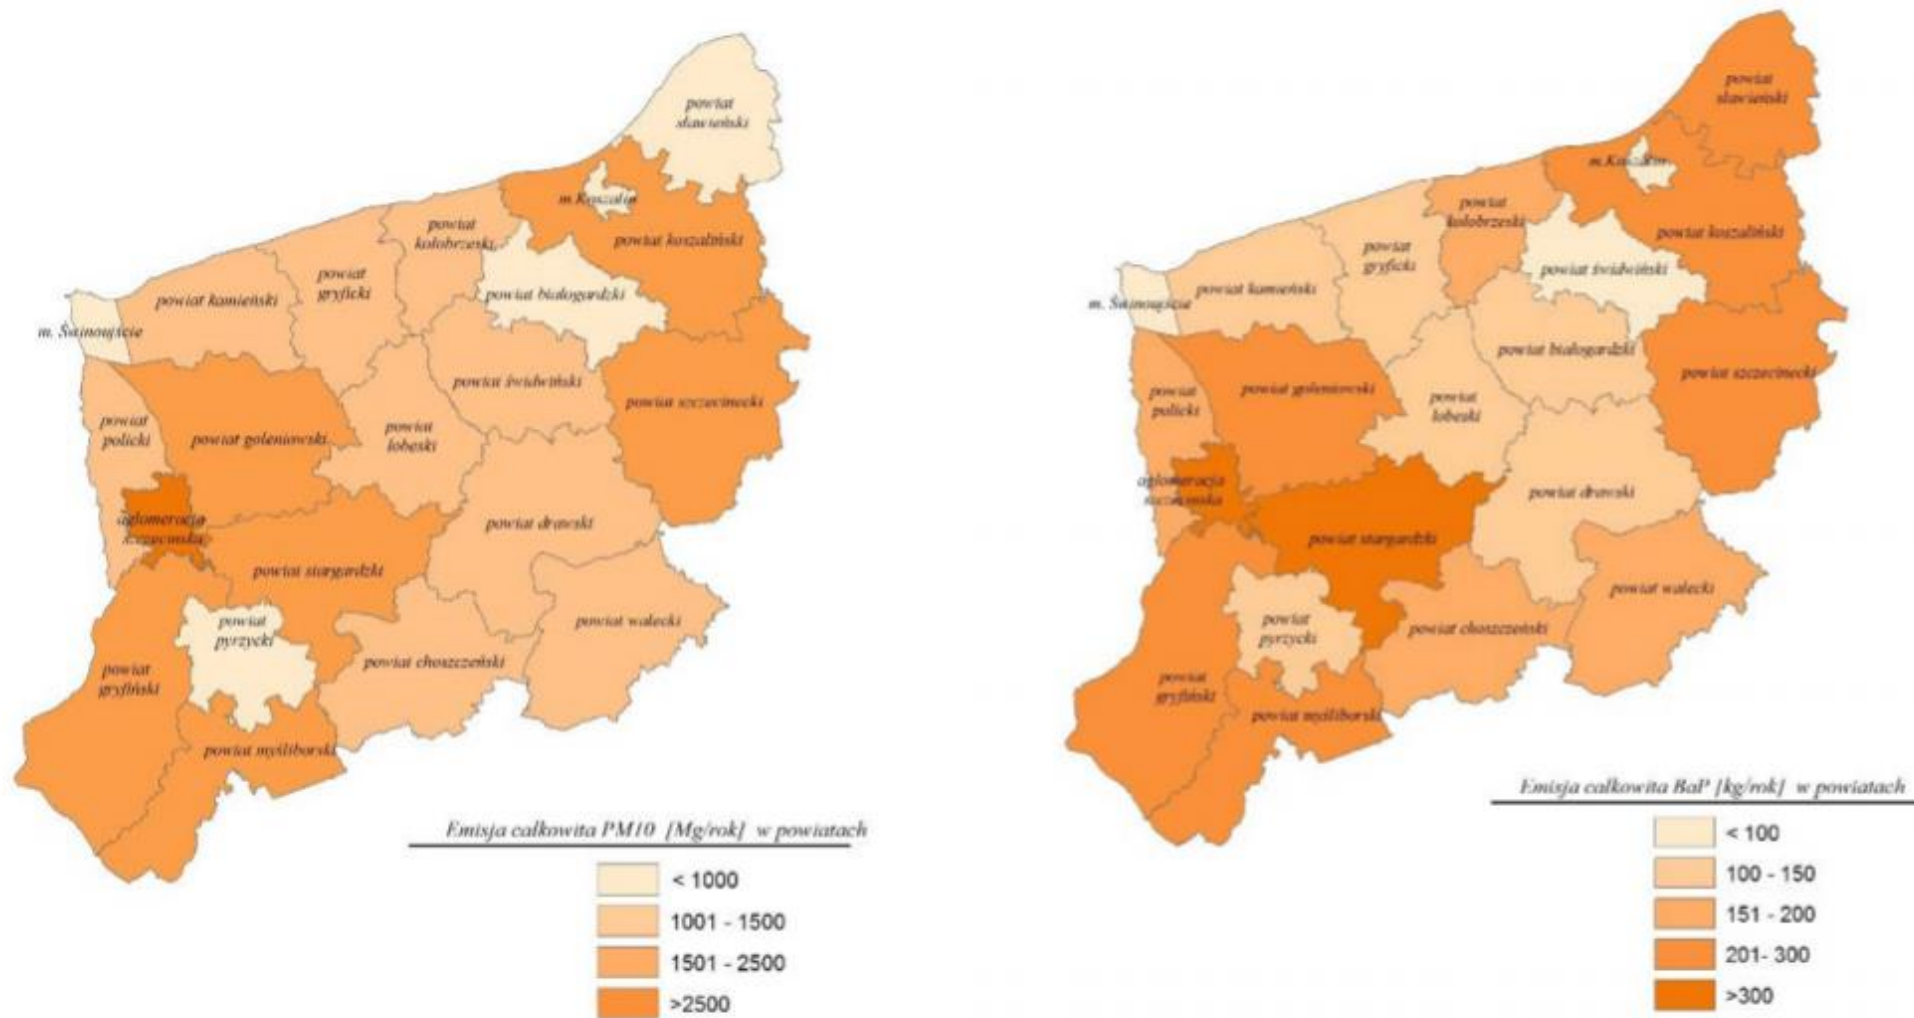 powiat
sławieński
m.Koszalin
powiat koszaliński
powiat
kołobrzeski
powiat
gryficki
powiat kamieński
powiat białogardzki
m. Świnoujście
powiat świdwiński
powiat szczecinecki
powiat
policki
powiat goleniowski
powiat
łobeski
aglomeracja
szczecińska
powiat drawski
powiat stargardzki
powiat
pyrzycki
powiat wałecki
powiat choszczeński
powiat
gryfiński
powiat myśliborski
Emisja całkowita PM10 [Mg/rok] w powiatach
< 1000
1001 - 1500
1501 - 2500
>2500
powiat
sławieński
m.Koszalin
powiat
kołobrzeski
powiat koszaliński
powiat
gryficki
powiat świdwiński
powiat kamieński
m. Świnoujście
powiat białogardzki
powiat szczecinecki
powiat goleniowski
powiat
policki
powiat
łobeski
aglomeracja
szczecińska
powiat drawski
powiat stargardzki
powiat wałecki
powiat
pyrzycki
powiat choszczeński
powiat
gryfiński
powiat myśliborski
Emisja całkowita BaP [kg/rok] w powiatach
< 100
100 - 150
151 - 200
201- 300
>300